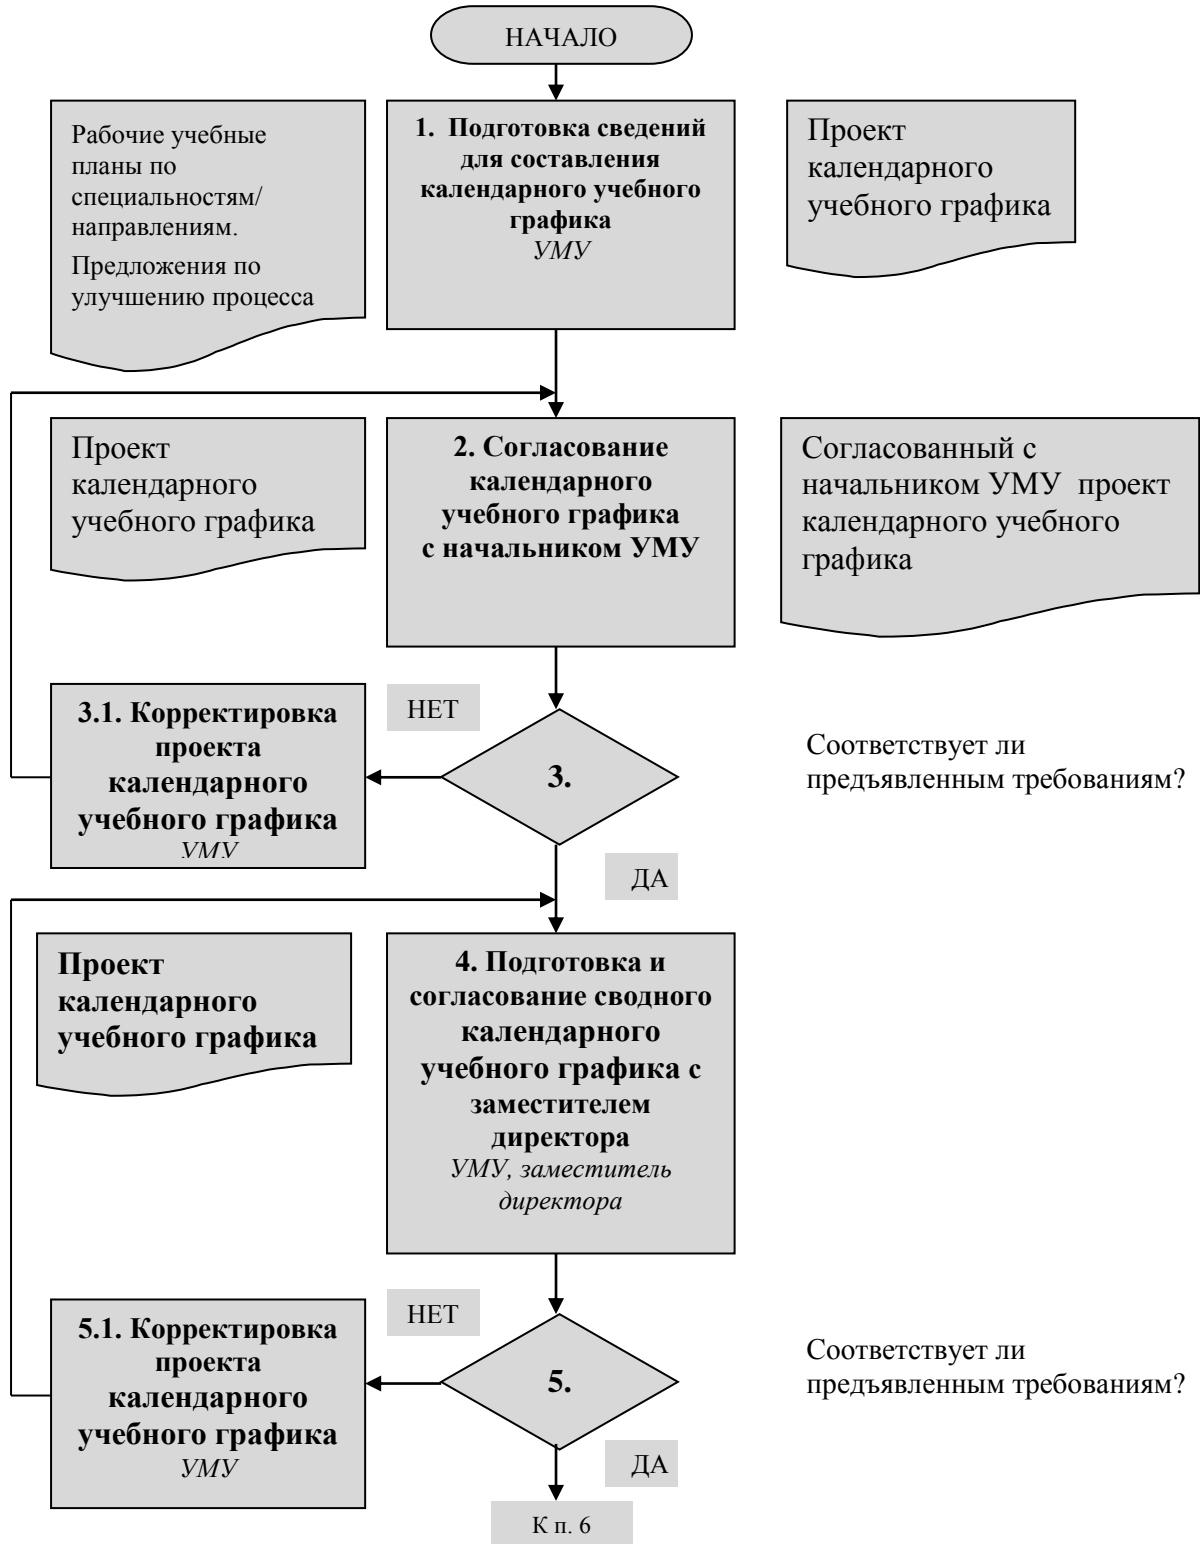 НАЧАЛО
Рабочие учебные
планы по
специальностям/
направлениям.
Предложения по
улучшению процесса
1. Подготовка сведений
для составления
календарного учебного
графика
УМУ
Проект
календарного
учебного графика
Проект
календарного
учебного графика
2. Согласование
календарного
учебного графика
с начальником УМУ
Согласованный с
начальником УМУ проект
календарного учебного
графика
3.1. Корректировка
проекта
календарного
учебного графика
УМУ
НЕТ
3.
Соответствует ли
предъявленным требованиям?
ДА
Проект
календарного
учебного графика
4. Подготовка и
согласование сводного
календарного
учебного графика с
заместителем
директора
УМУ, заместитель
директора
5.1. Корректировка
проекта
календарного
учебного графика
УМУ
НЕТ
5.
Соответствует ли
предъявленным требованиям?
ДА
К п. 6